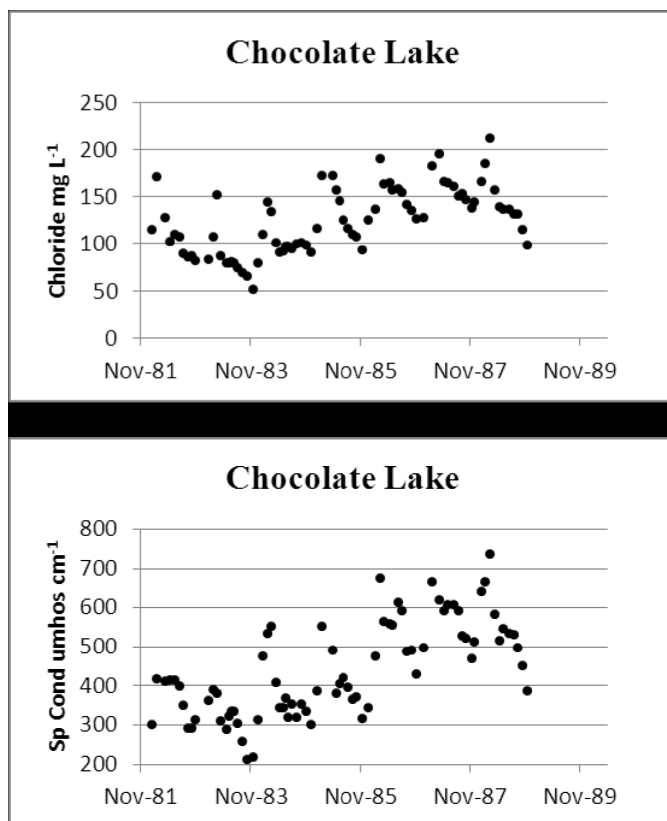 Chocolate Lake
Chloride mg L-1
250
200
150
100
50
0
Nov-81 Nov-83 Nov-85 Nov-87 Nov-89
Chocolate Lake
Sp Cond umhos cm-1
800
700
600
500
400
300
200
Nov-81 Nov-83 Nov-85 Nov-87 Nov-89